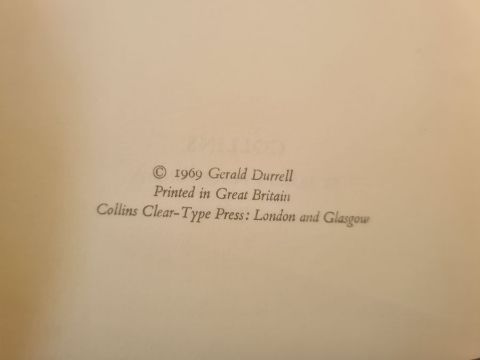 © 1969 Gerald Durrell
Printed in Great Britain
Collins Clear-Type Press: London and Glasgow